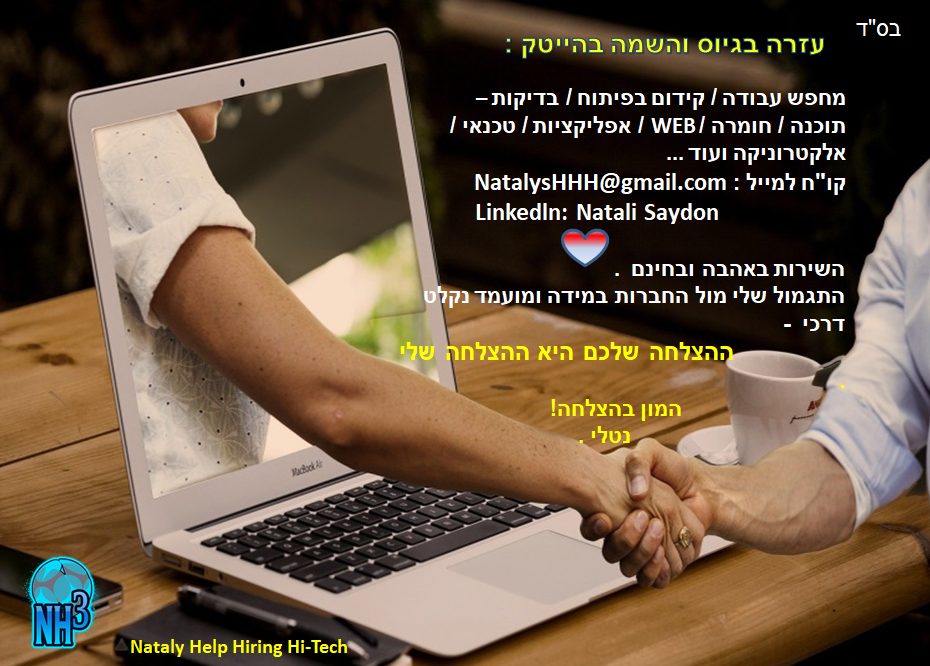 בס"ד
עזרה בגיוס והשמה בהייטק :
מחפש עבודה / קידום בפיתוח / בדיקות –
תוכנה / חומרה / WEB / אפליקציות / טכנאי /
אלקטרוניקה ועוד ...
קו"ח למייל : NatalysHHH@gmail.com
LinkedIn: Natali Saydon
השירות באהבה ובחינם .
התגמול שלי מול החברות במידה ומועמד נקלט
דרכי -
ההצלחה שלכם היא ההצלחה שלי
.
המון בהצלחה!
נטלי .
MacBook Air
NH3
Nataly Help Hiring Hi-Tech